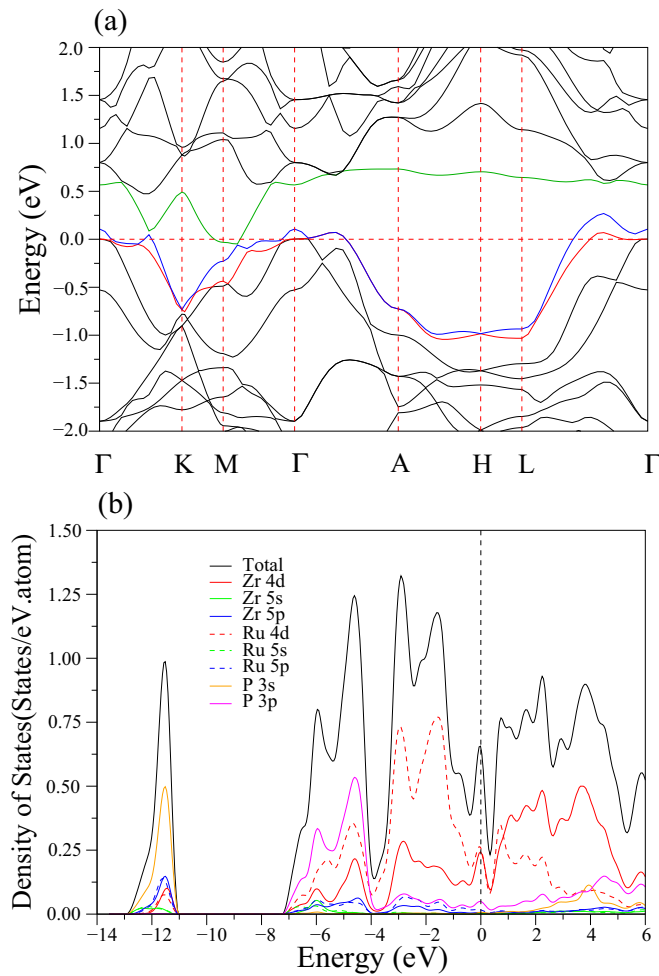 (a)
2.0
1.5
1.0
0.5
0.0
−0.5
−1.0
−1.5
−2.0
Energy (eV)
Γ K M Γ A H L Γ
(b)
1.50
1.25
1.00
0.75
0.50
0.25
0.00
Density of States(States/eV.atom)
Total
Zr 4d
Zr 5s
Zr 5p
Ru 4d
Ru 5s
Ru 5p
P 3s
P 3p
−14 −12 −10 −8 −6 −4 −2 0 2 4 6
Energy (eV)